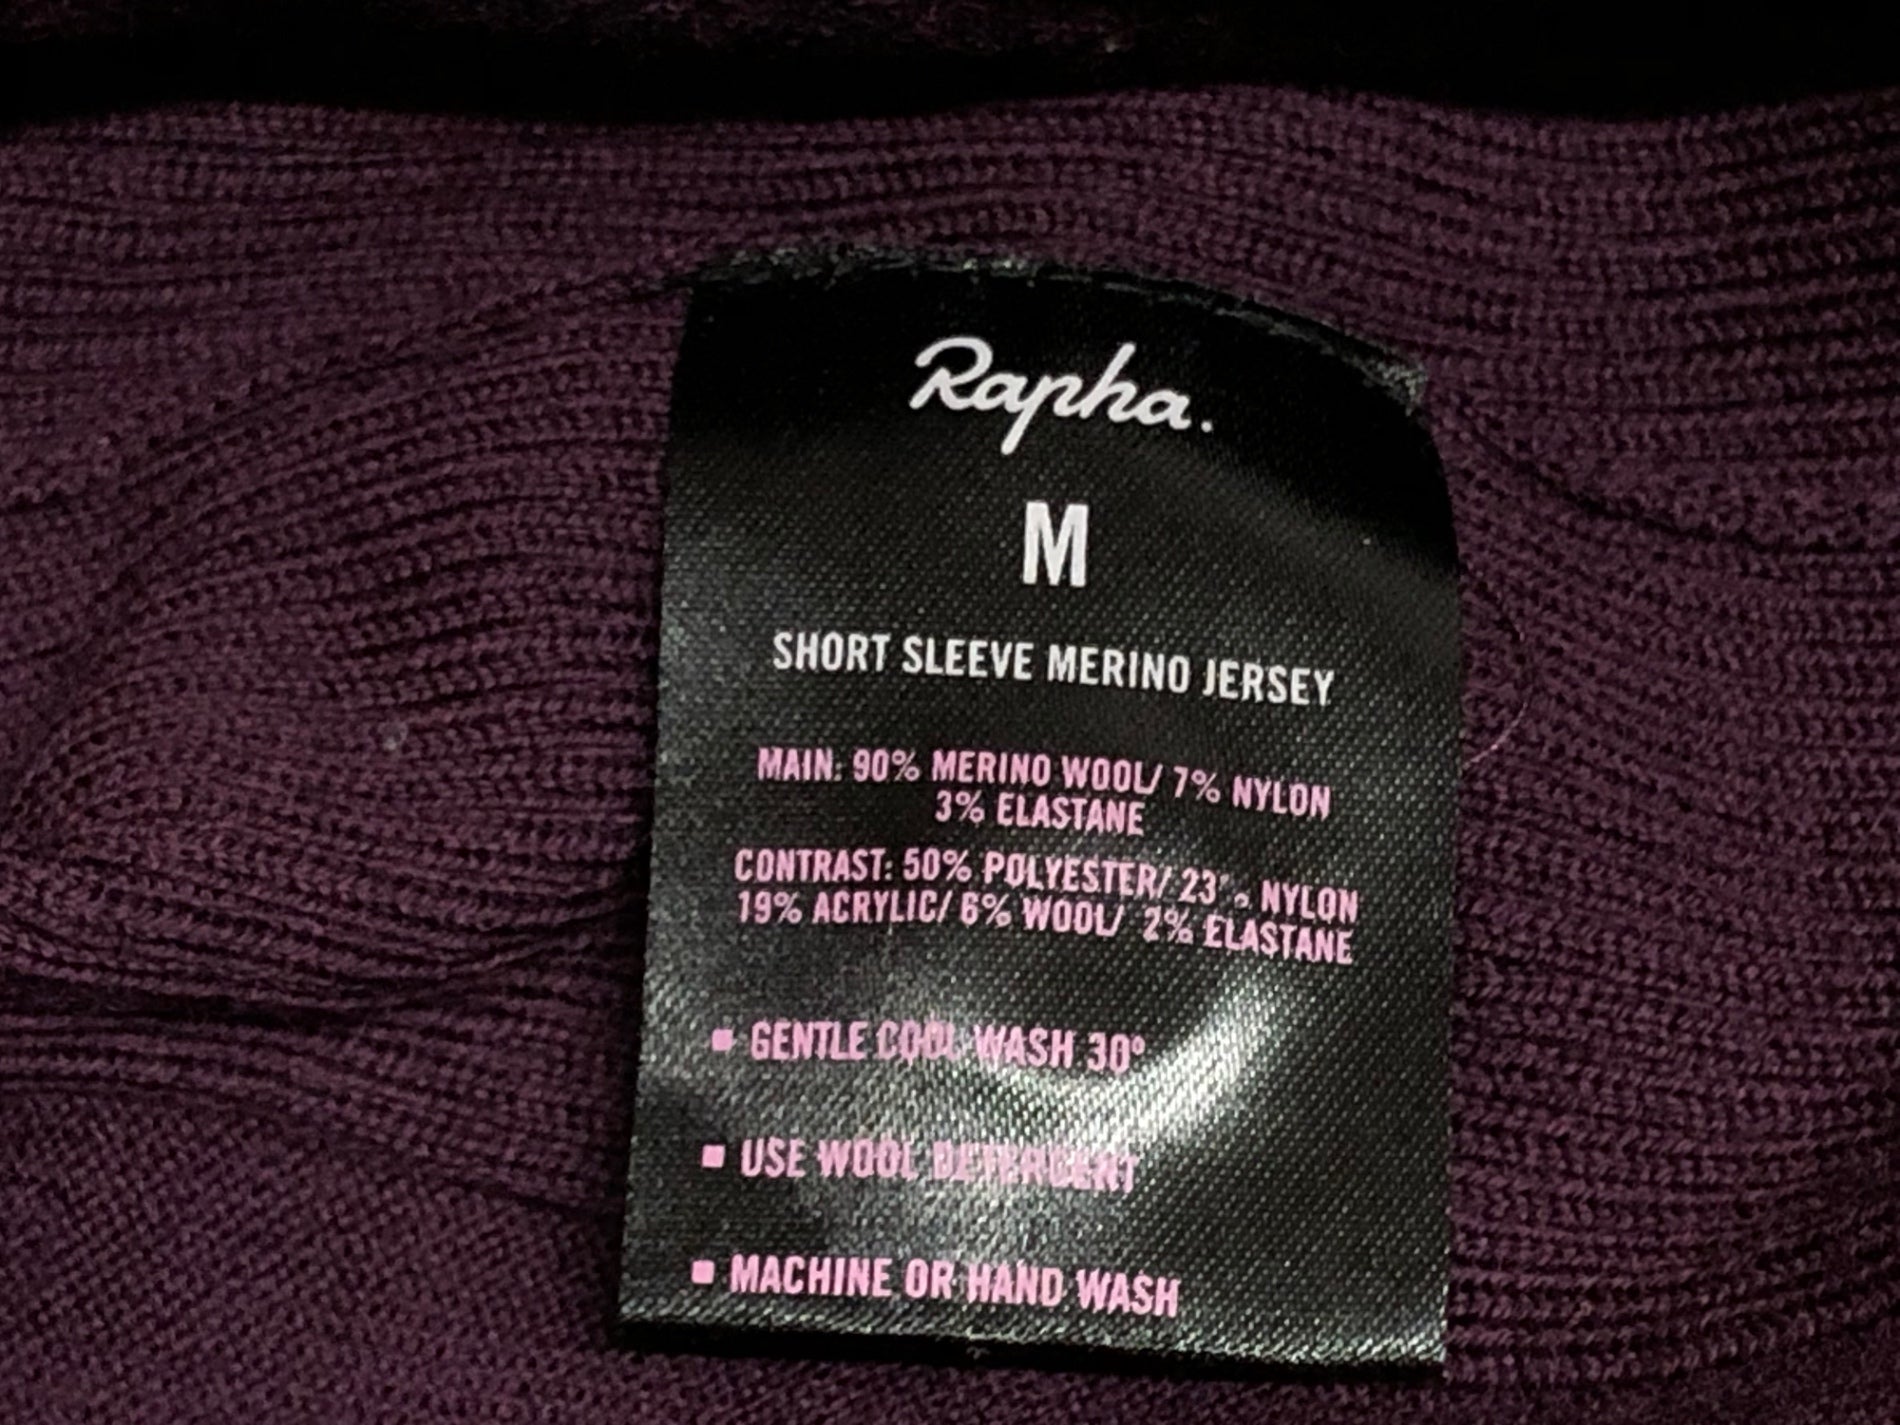 Rapha.
M
SHORT SLEEVE MERINO JERSEY
MAIN: 90% MERINO WOOL/ 7% NYLON
3% ELASTANE
CONTRAST: 50% POLYESTER/ 23% NYLON
19% ACRYLIC/ 6% WOOL/ 2% ELASTANE
▪ GENTLE COOL WASH 30°
▪ USE WOOL DETERGENT
▪ MACHINE OR HAND WASH